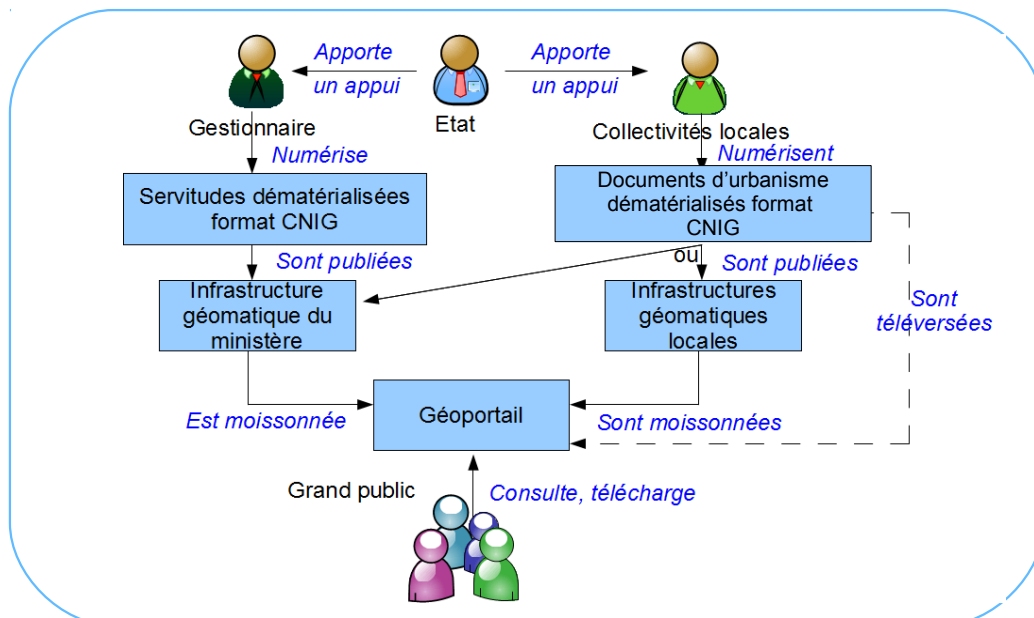 Apporte
un appui
Apporte
un appui
Gestionnaire
Etat
Collectivités locales
Numérise
Numérisent
Servitudes dématérialisées
format CNIG
Documents d'urbanisme
dématérialisés format
CNIG
Sont publiées
ou
Sont publiées
Infrastructure
géomatique du
ministère
Infrastructures
géomatiques
locales
Sont
téléversées
Est moissonnée
Géoportail
Sont moissonnées
Grand public
Consulte, télécharge